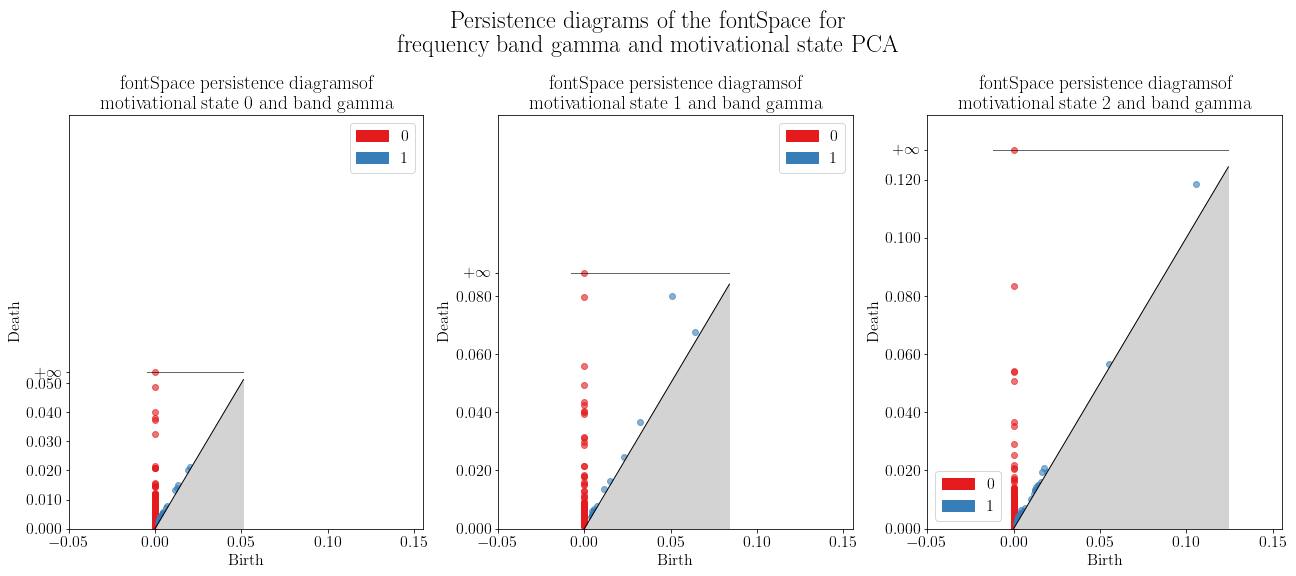 Persistence diagrams of the fontSpace for
frequency band gamma and motivational state PCA
fontSpace persistence diagramsof
motivational state 0 and band gamma
0
1
Death
+∞
0.050
0.040
0.030
0.020
0.010
0.000
−0.05 0.00 0.05 0.10 0.15
Birth
fontSpace persistence diagramsof
motivational state 1 and band gamma
0
1
Death
+∞
0.080
0.060
0.040
0.020
0.000
−0.05 0.00 0.05 0.10 0.15
Birth
fontSpace persistence diagramsof
motivational state 2 and band gamma
Death
+∞
0.120
0.100
0.080
0.060
0.040
0.020
0.000
0
1
−0.05 0.00 0.05 0.10 0.15
Birth